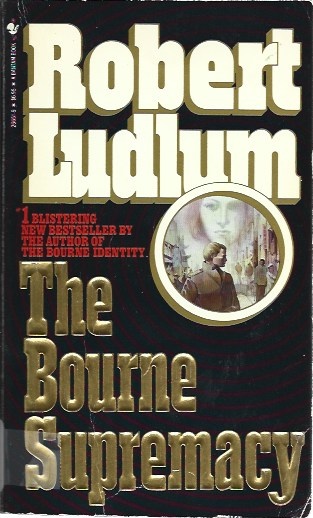 Robert
Ludlum
#1 BLISTERING
NEW BESTSELLER BY
THE AUTHOR OF
THE BOURNE IDENTITY.
The
Bourne
Supremacy